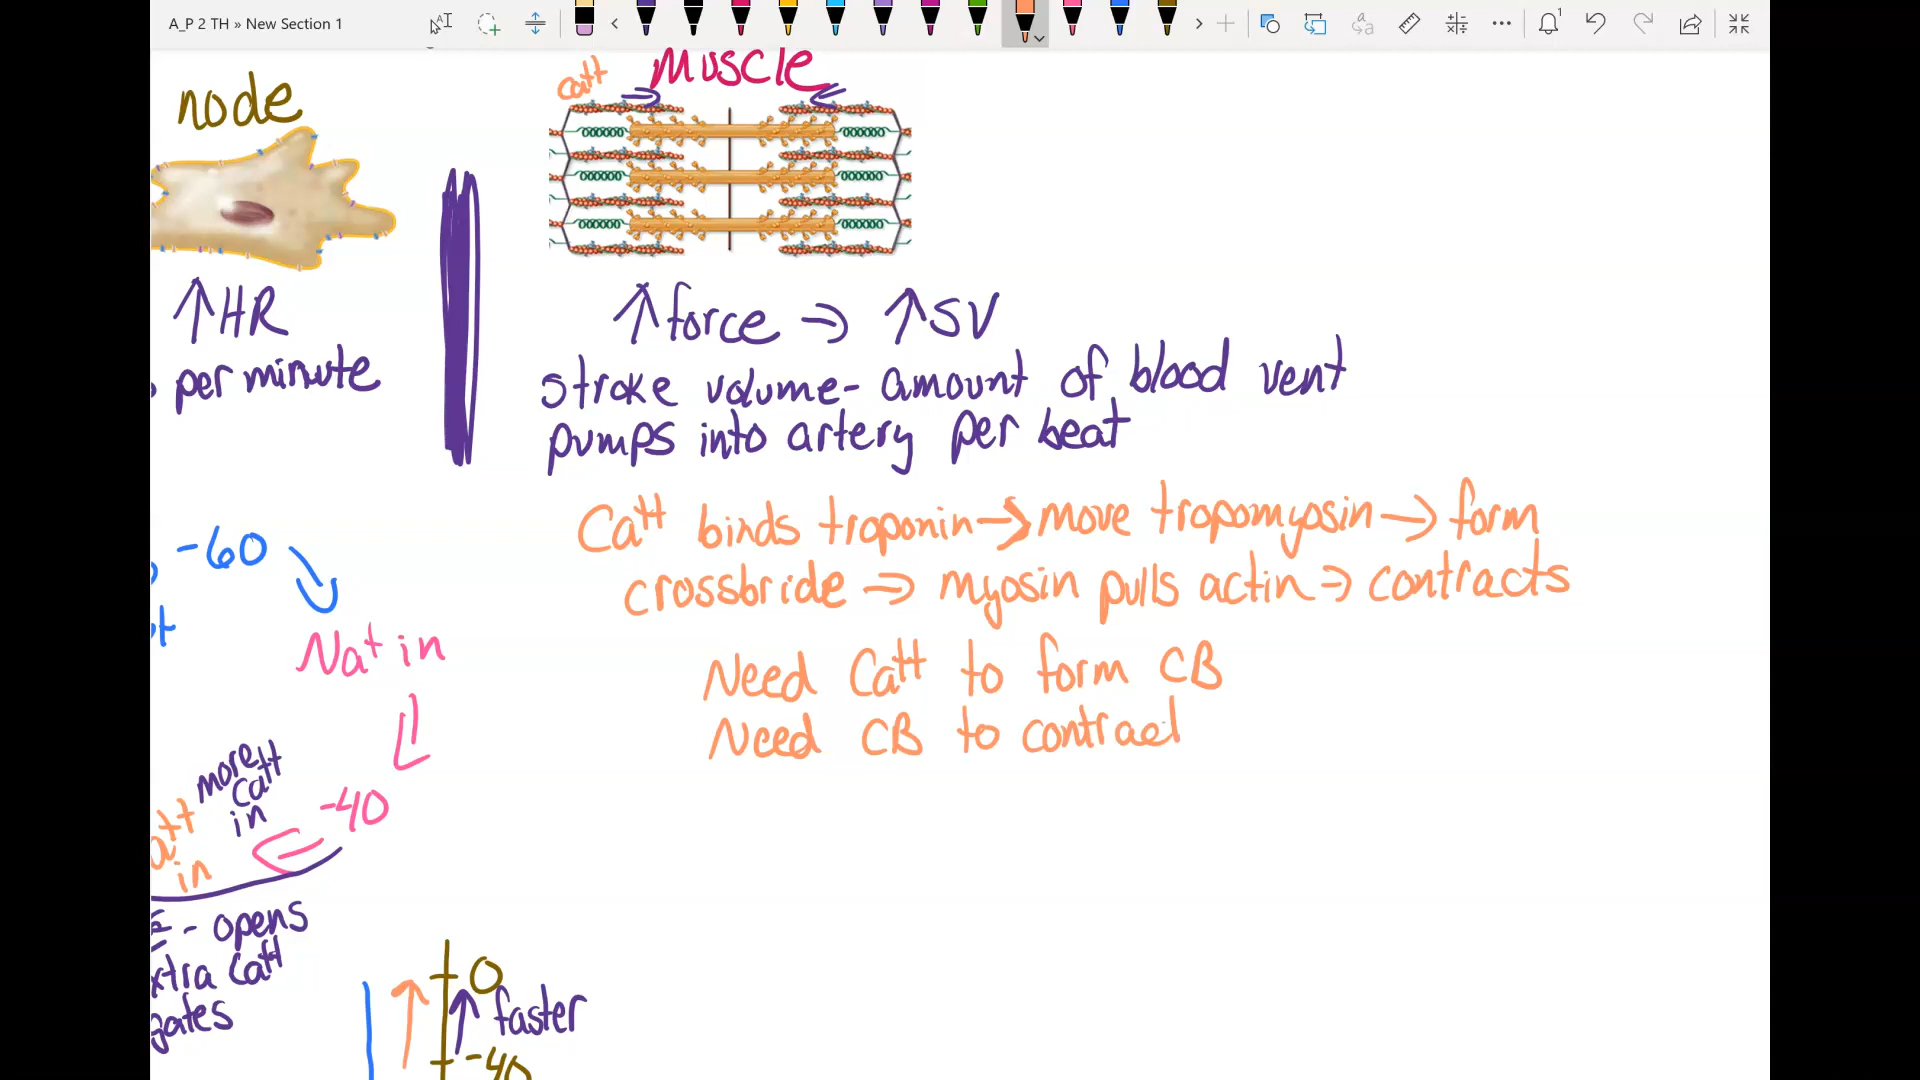 A_P 2 TH » New Section 1
node
↑HR
per minute
-60
Na+ in
-40
more
Ca++
in
in
- opens
Ca++
gates
0
faster
-40
Muscle
Ca++
↑force → ↑SV
stroke volume- amount of blood vent
pumps into artery per beat
Ca++ binds troponin → move tropomyosin → form
crossbride → myosin pulls actin → contracts
Need Ca++ to form CB
Need CB to contract